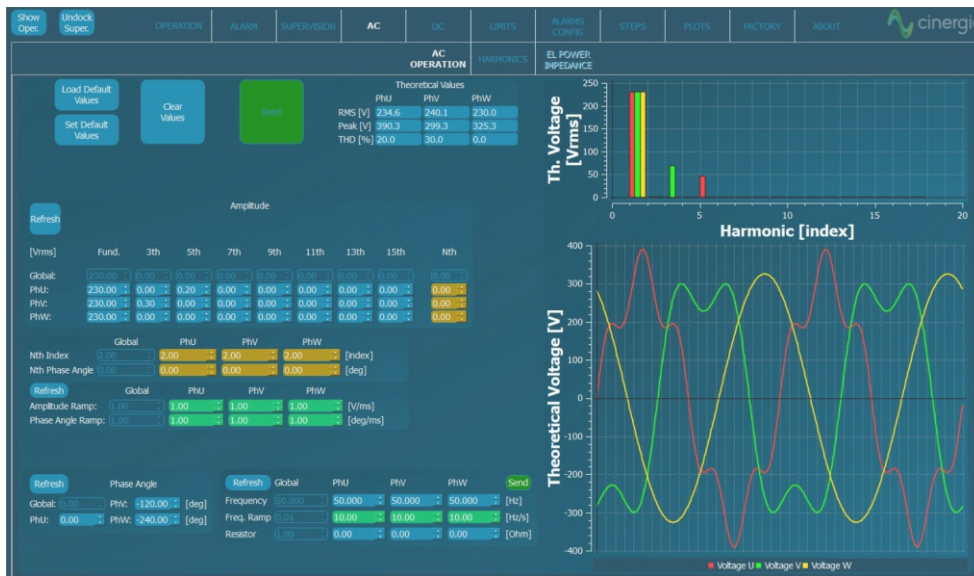 Show Oper. Undock Super. OPERATION ALARM SUPERVISION AC DC LIMITS ALARMS CONFIG STEPS PLOTS FACTORY ABOUT cinergia
AC OPERATION HARMONICS EL POWER IMPEDANCE
Load Default Values
Set Default Values
Clear Values
Send
Theoretical Values
PhU PhV PhW
RMS [V] 234.6 240.1 230.0
Peak [V] 390.3 299.3 325.3
THD [%] 20.0 30.0 0.0
Refresh
Amplitude
[Vrms] Fund. 3th 5th 7th 9th 11th 13th 15th Nth
Global: 230.00 0.00 0.00 0.00 0.00 0.00 0.00 0.00 0.00
PhU: 230.00 0.00 0.20 0.00 0.00 0.00 0.00 0.00 0.00
PhV: 230.00 0.30 0.00 0.00 0.00 0.00 0.00 0.00 0.00
PhW: 230.00 0.00 0.00 0.00 0.00 0.00 0.00 0.00 0.00
Global PhU PhV PhW
Nth Index 2.00 2.00 2.00 2.00 [index]
Nth Phase Angle 0.00 0.00 0.00 0.00 [deg]
Refresh Global PhU PhV PhW
Amplitude Ramp: 1.00 1.00 1.00 1.00 [V/ms]
Phase Angle Ramp: 1.00 1.00 1.00 1.00 [deg/ms]
Refresh Phase Angle
Global: 0.00 PhV: -120.00 [deg]
PhU: 0.00 PhW: -240.00 [deg]
Refresh Global PhU PhV PhW Send
Frequency 50.000 50.000 50.000 50.000 [Hz]
Freq. Ramp 0.01 10.00 10.00 10.00 [Hz/s]
Resistor 1.00 0.00 0.00 0.00 [Ohm]
Th. Voltage [Vrms]
250
200
150
100
50
0
0 5 10 15 20
Harmonic [index]
Theoretical Voltage [V]
400
300
200
100
0
-100
-200
-300
-400
Voltage U Voltage V Voltage W